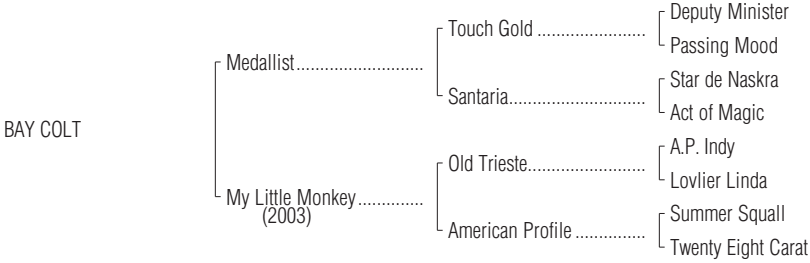 Deputy Minister
Touch Gold .......................
Passing Mood
Medallist...........................
Star de Naskra
Santaria.............................
Act of Magic
BAY COLT
A.P. Indy
Old Trieste.........................
Lovlier Linda
My Little Monkey..............
(2003)
Summer Squall
American Profile ...............
Twenty Eight Carat